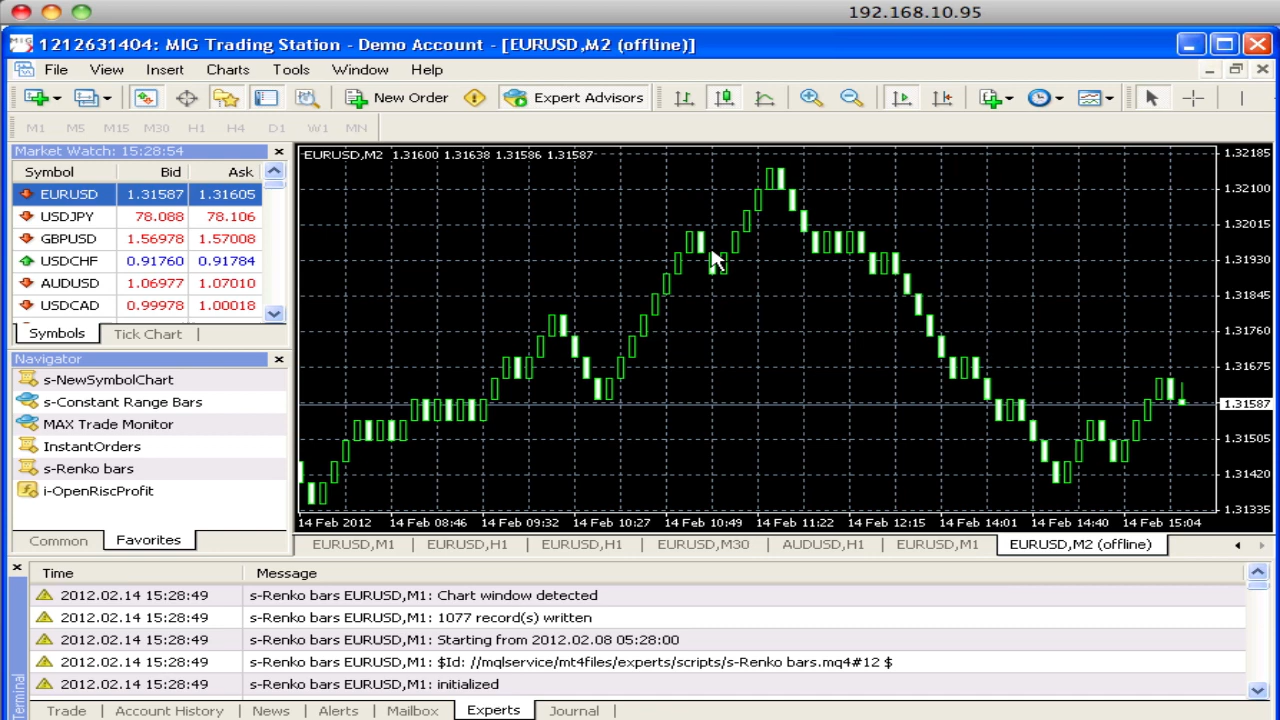 192.168.10.95
1212631404: MIG Trading Station - Demo Account - [EURUSD,M2 (offline)]
File View Insert Charts Tools Window Help
New Order Expert Advisors
M1 M5 M15 M30 H1 H4 D1 W1 MN
Market Watch: 15:28:54
Symbol Bid Ask
EURUSD 1.31587 1.31605
USDJPY 78.088 78.106
GBPUSD 1.56978 1.57008
USDCHF 0.91760 0.91784
AUDUSD 1.06977 1.07010
USDCAD 0.99978 1.00018
Symbols Tick Chart
Navigator
s-NewSymbolChart
s-Constant Range Bars
MAX Trade Monitor
InstantOrders
s-Renko bars
i-OpenRiscProfit
Common Favorites
EURUSD,M2 1.31600 1.31638 1.31586 1.31587
1.32185
1.32100
1.32015
1.31930
1.31845
1.31760
1.31675
1.31587
1.31505
1.31420
1.31335
14 Feb 2012 14 Feb 08:46 14 Feb 09:32 14 Feb 10:27 14 Feb 10:49 14 Feb 11:22 14 Feb 12:15 14 Feb 14:01 14 Feb 14:40 14 Feb 15:04
EURUSD,M1 EURUSD,H1 EURUSD,H1 EURUSD,M30 AUDUSD,H1 EURUSD,M1 EURUSD,M2 (offline)
Time Message
2012.02.14 15:28:49 s-Renko bars EURUSD,M1: Chart window detected
2012.02.14 15:28:49 s-Renko bars EURUSD,M1: 1077 record(s) written
2012.02.14 15:28:49 s-Renko bars EURUSD,M1: Starting from 2012.02.08 05:28:00
2012.02.14 15:28:49 s-Renko bars EURUSD,M1: $Id: //mqlservice/mt4files/experts/scripts/s-Renko bars.mq4#12 $
2012.02.14 15:28:49 s-Renko bars EURUSD,M1: initialized
Terminal
Trade Account History News Alerts Mailbox Experts Journal